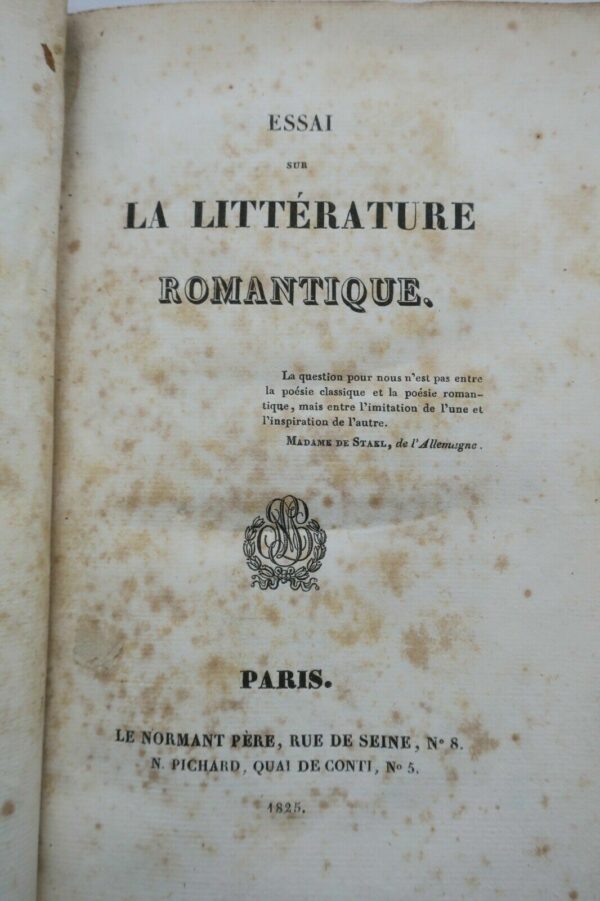 ESSAI
SUR
LA LITTÉRATURE
ROMANTIQUE.
La question pour nous n'est pas entre
la poésie classique et la poésie roman-
tique, mais entre l'imitation de l'une et
l'inspiration de l'autre.
MADAME DE STAEL, de l'Allemagne.
PARIS.
LE NORMANT PÈRE, RUE DE SEINE, No 8.
N. PICHARD, QUAI DE CONTI, No 5.
1825.